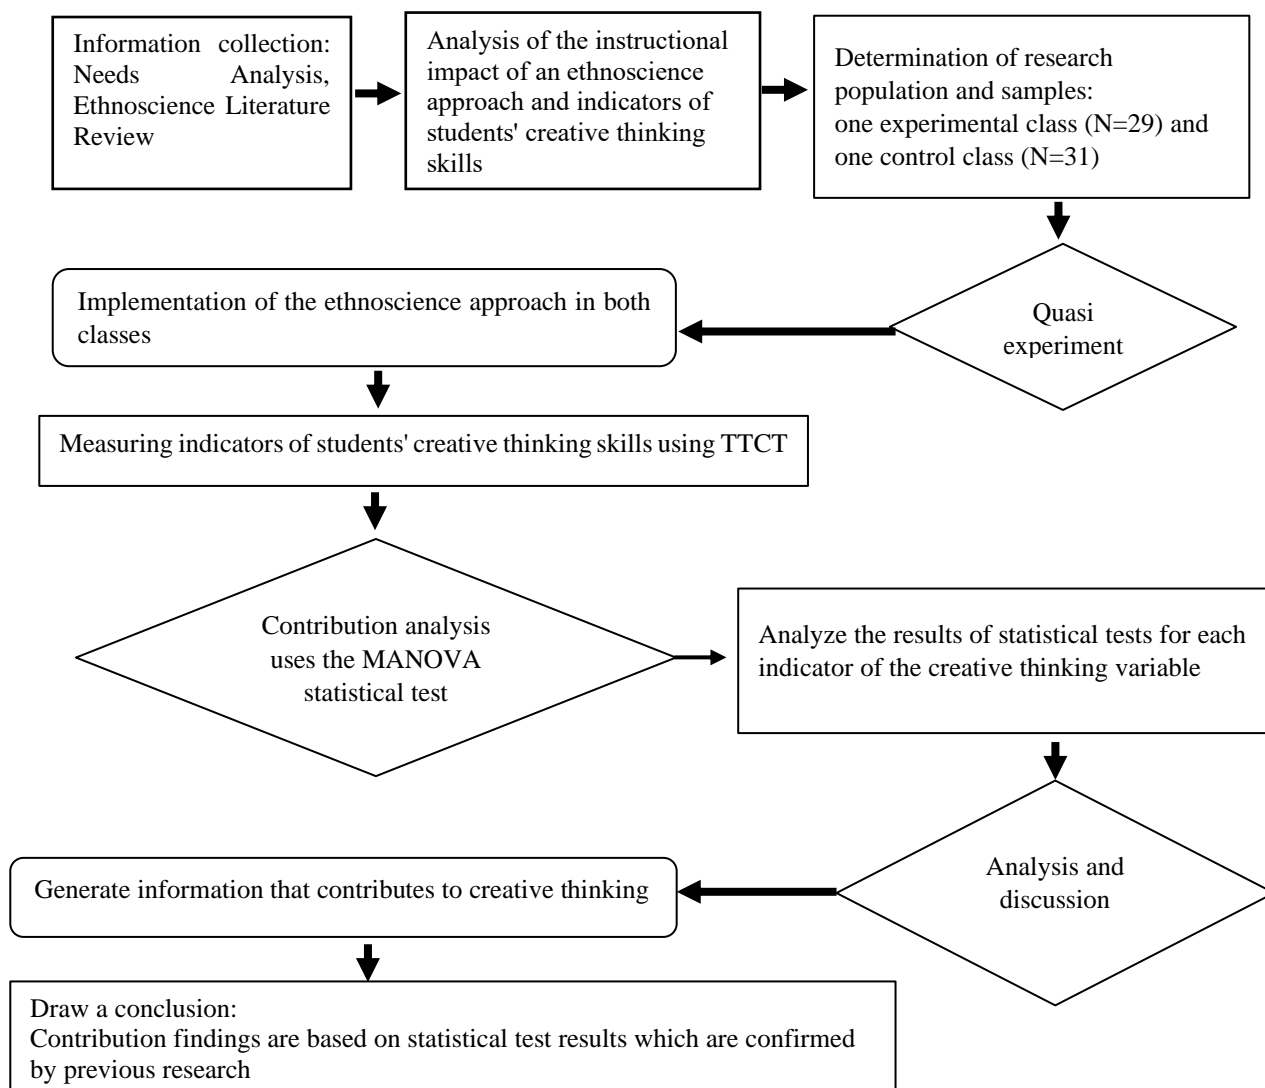 Information collection:
Needs Analysis,
Ethnoscience Literature
Review
Analysis of the instructional
impact of an ethnoscience
approach and indicators of
students' creative thinking
skills
Determination of research
population and samples:
one experimental class (N=29) and
one control class (N=31)
Quasi
experiment
Implementation of the ethnoscience approach in both
classes
Measuring indicators of students' creative thinking skills using TTCT
Contribution analysis
uses the MANOVA
statistical test
Analyze the results of statistical tests for each
indicator of the creative thinking variable
Analysis and
discussion
Generate information that contributes to creative thinking
Draw a conclusion:
Contribution findings are based on statistical test results which are confirmed
by previous research